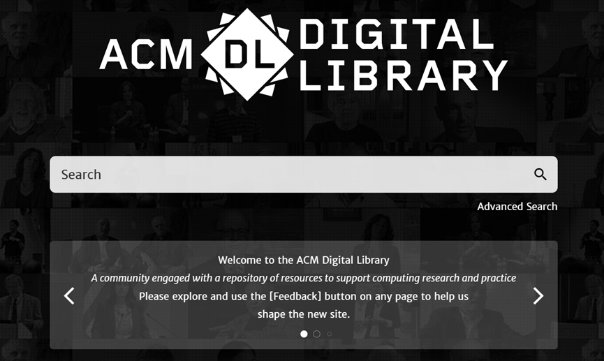 ACM DL DIGITAL LIBRARY
Search
Advanced Search
Welcome to the ACM Digital Library
A community engaged with a repository of resources to support computing research and practice
Please explore and use the [Feedback] button on any page to help us
shape the new site.